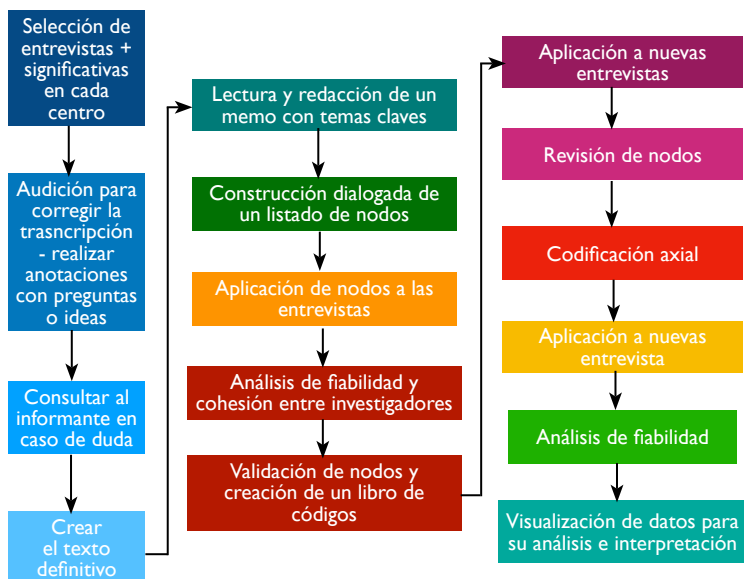 Selección de
entrevistas +
significativas
en cada
centro
Audición para
corregir la
trasncripción
- realizar
anotaciones
con preguntas
o ideas
Consultar al
informante en
caso de duda
Crear
el texto
definitivo
Lectura y redacción de un
memo con temas claves
Construcción dialogada de
un listado de nodos
Aplicación de nodos a las
entrevistas
Análisis de fiabilidad y
cohesión entre investigadores
Validación de nodos y
creación de un libro de
códigos
Aplicación a nuevas
entrevistas
Revisión de nodos
Codificación axial
Aplicación a nuevas
entrevista
Análisis de fiabilidad
Visualización de datos para
su análisis e interpretación